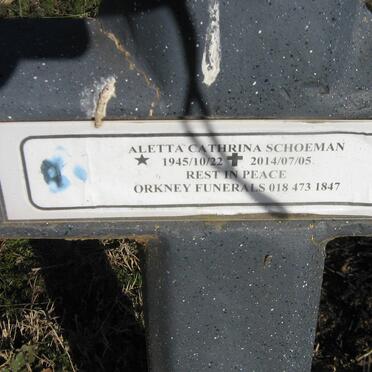 ALETTA CATHRINA SCHOEMAN
★ 1945/10/22 ✝ 2014/07/05
REST IN PEACE
ORKNEY FUNERALS 018 473 1847